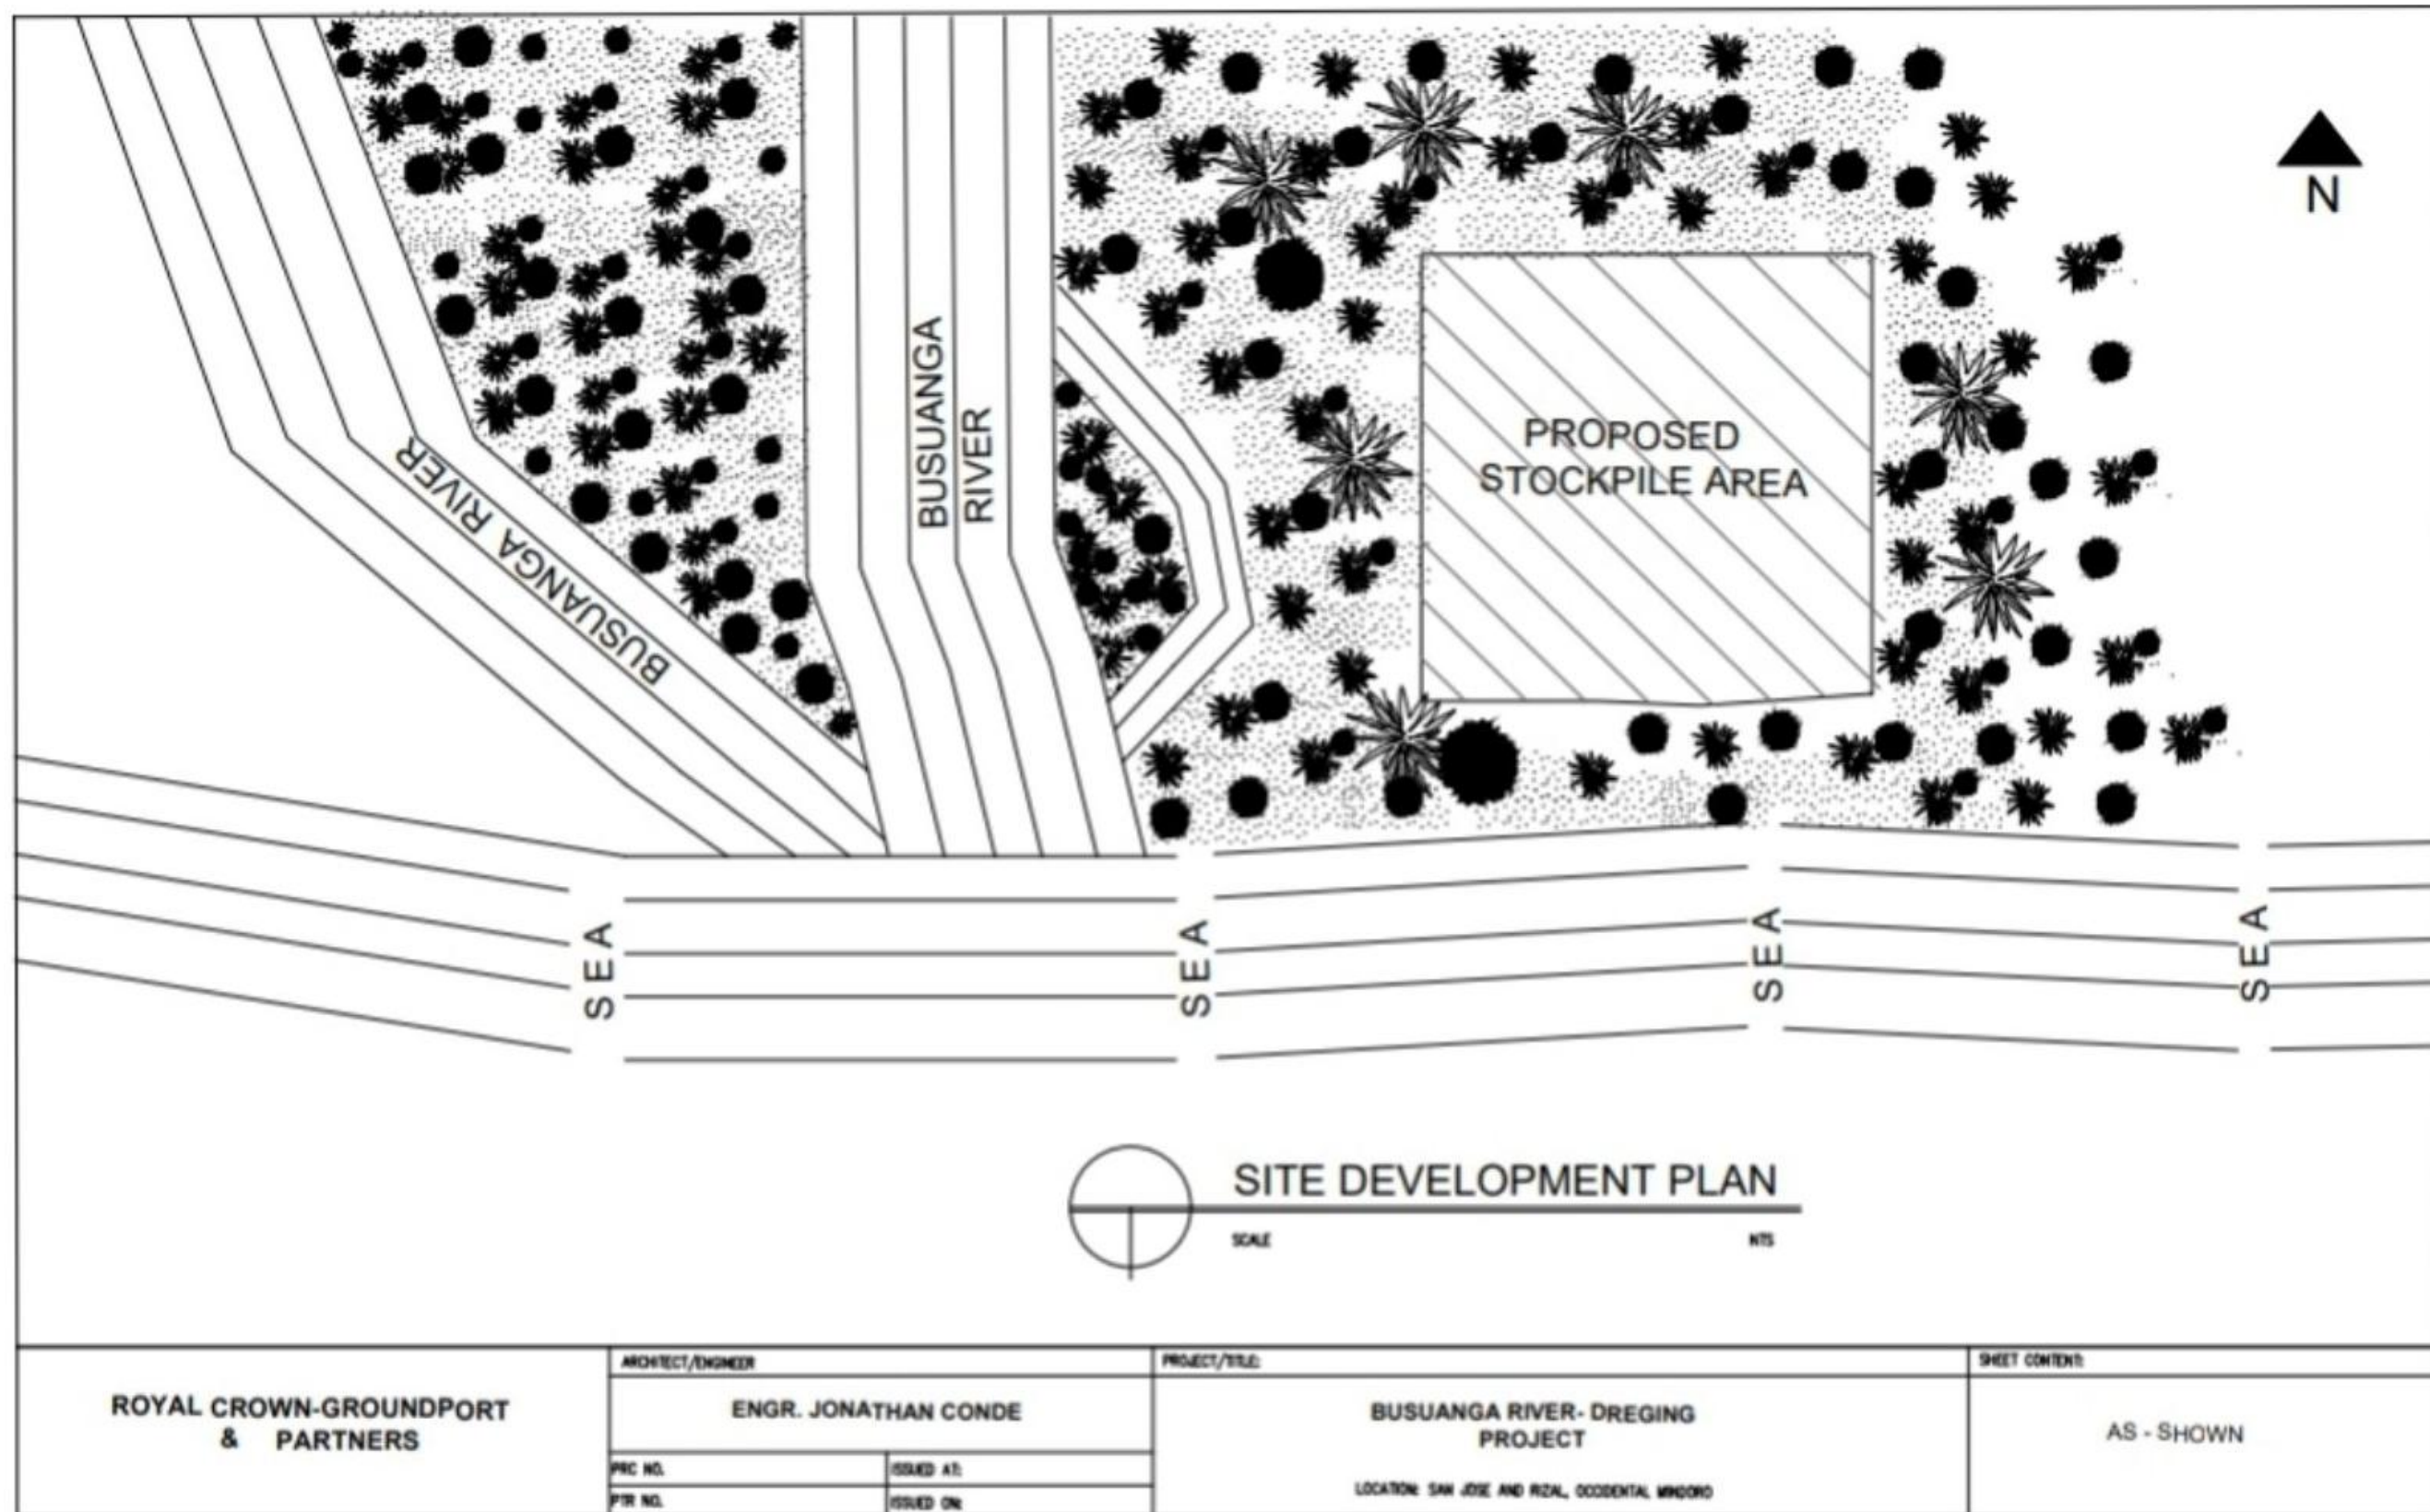 N
BUSUANGA
RIVER
BUSUANGA RIVER
PROPOSED
STOCKPILE AREA
SEA
SEA
SEA
SEA
SITE DEVELOPMENT PLAN
SCALE NTS
ROYAL CROWN-GROUNDPORT
& PARTNERS
ARCHITECT/ENGINEER
ENGR. JONATHAN CONDE
PRC NO.
ISSUED AT:
PTR NO.
ISSUED ON:
PROJECT/TITLE:
BUSUANGA RIVER- DREGING
PROJECT
LOCATION: SAN JOSE AND RIZAL, OCCIDENTAL MINDORO
SHEET CONTENT:
AS - SHOWN